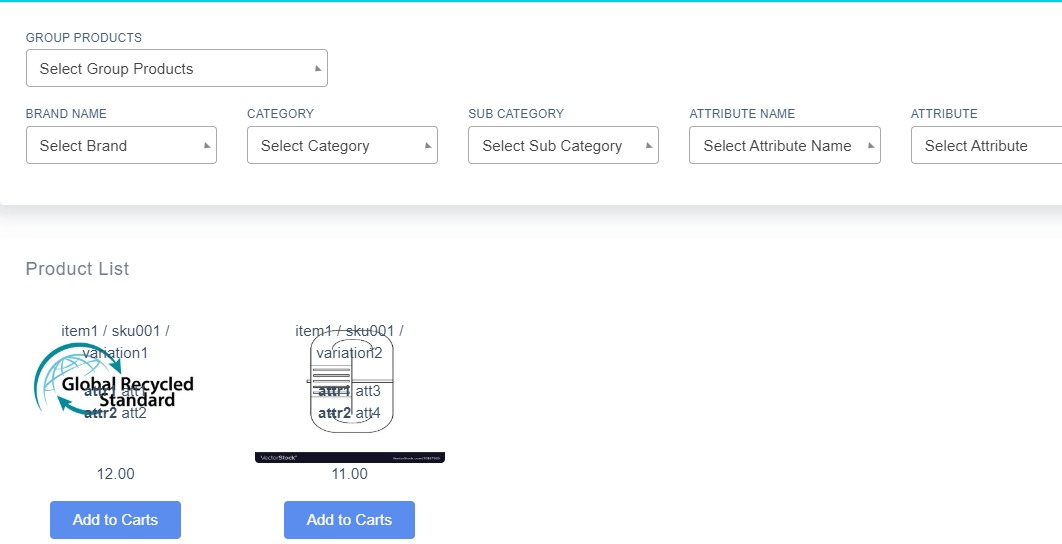 GROUP PRODUCTS
Select Group Products
BRAND NAME
CATEGORY
SUB CATEGORY
ATTRIBUTE NAME
ATTRIBUTE
Select Brand
Select Category
Select Sub Category
Select Attribute Name
Select Attribute
Product List
item1 / sku001 /
variation1
Global Recycled
Standard
attr1 att1
attr2 att2
12.00
Add to Carts
item1 / sku001 /
variation2
attr1 att3
attr2 att4
VectorStock
11.00
Add to Carts